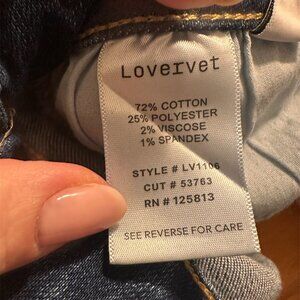 Lovervet
72% COTTON
25% POLYESTER
2% VISCOSE
1% SPANDEX
STYLE # LV1106
CUT # 53763
RN # 125813
SEE REVERSE FOR CARE